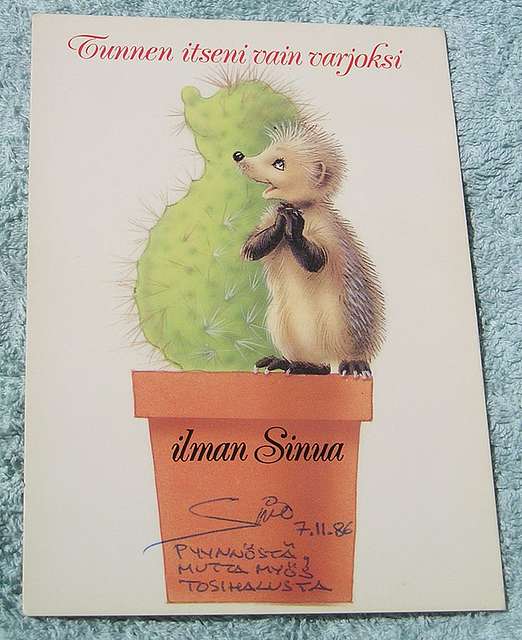 Tunnen itseni vain varjoksi
ilman Sinua
7.11.86
PYYNNÖSTÄ,
MUTTA MYÖS
TOSIHALUSTA